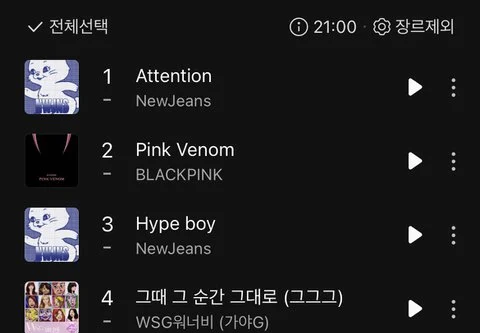 전체선택
21:00 · 장르제외
1 Attention
– NewJeans
2 Pink Venom
PINK VENOM
– BLACKPINK
3 Hype boy
– NewJeans
4 그때 그 순간 그대로 (그그그)
– WSG워너비 (가야G)